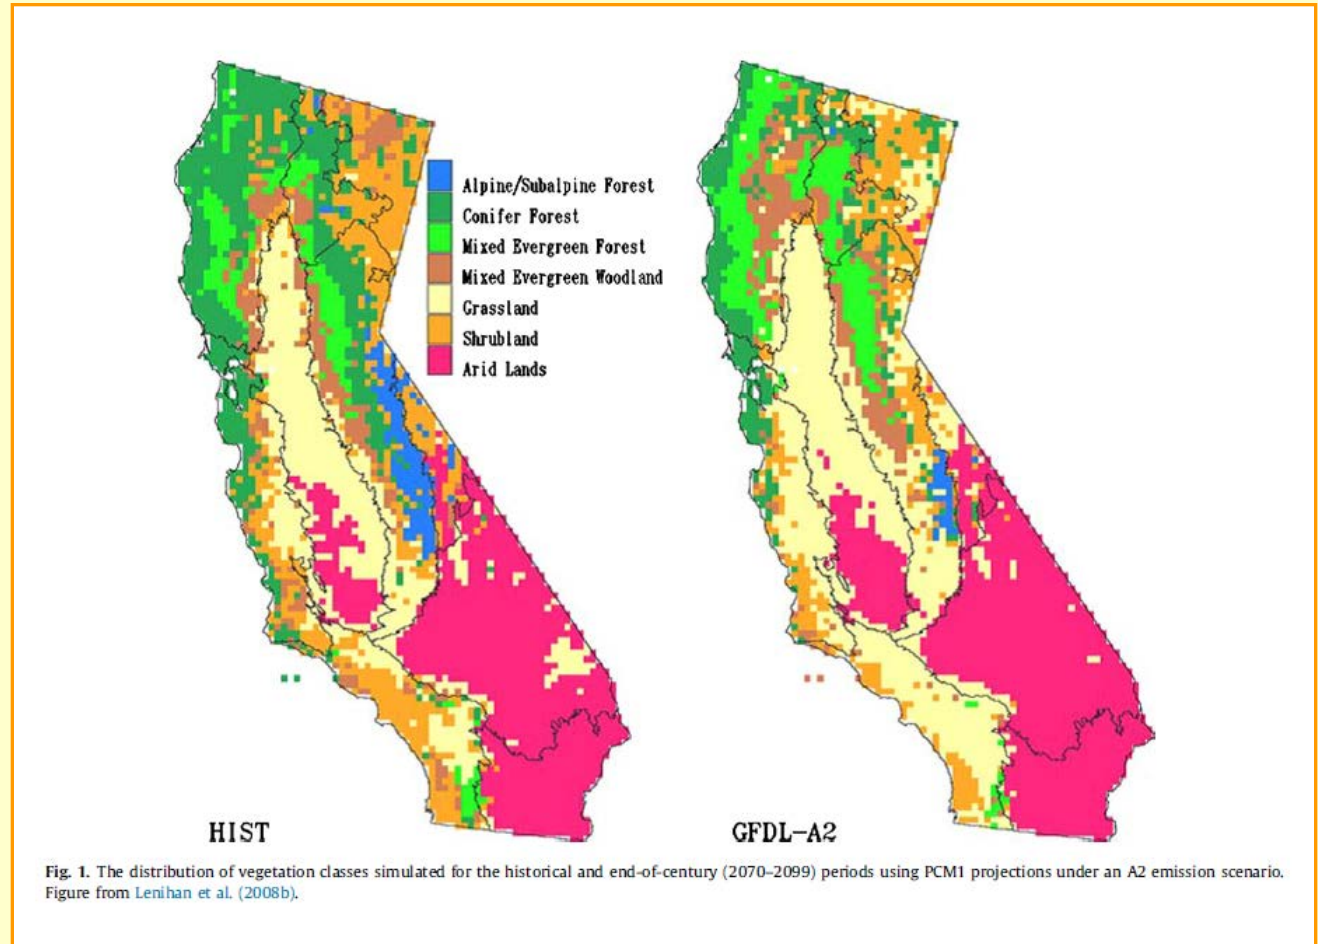 Alpine/Subalpine Forest
Conifer Forest
Mixed Evergreen Forest
Mixed Evergreen Woodland
Grassland
Shrubland
Arid Lands
HIST
GFDL-A2
Fig. 1. The distribution of vegetation classes simulated for the historical and end-of-century (2070–2099) periods using PCM1 projections under an A2 emission scenario.
Figure from Lenihan et al. (2008b).